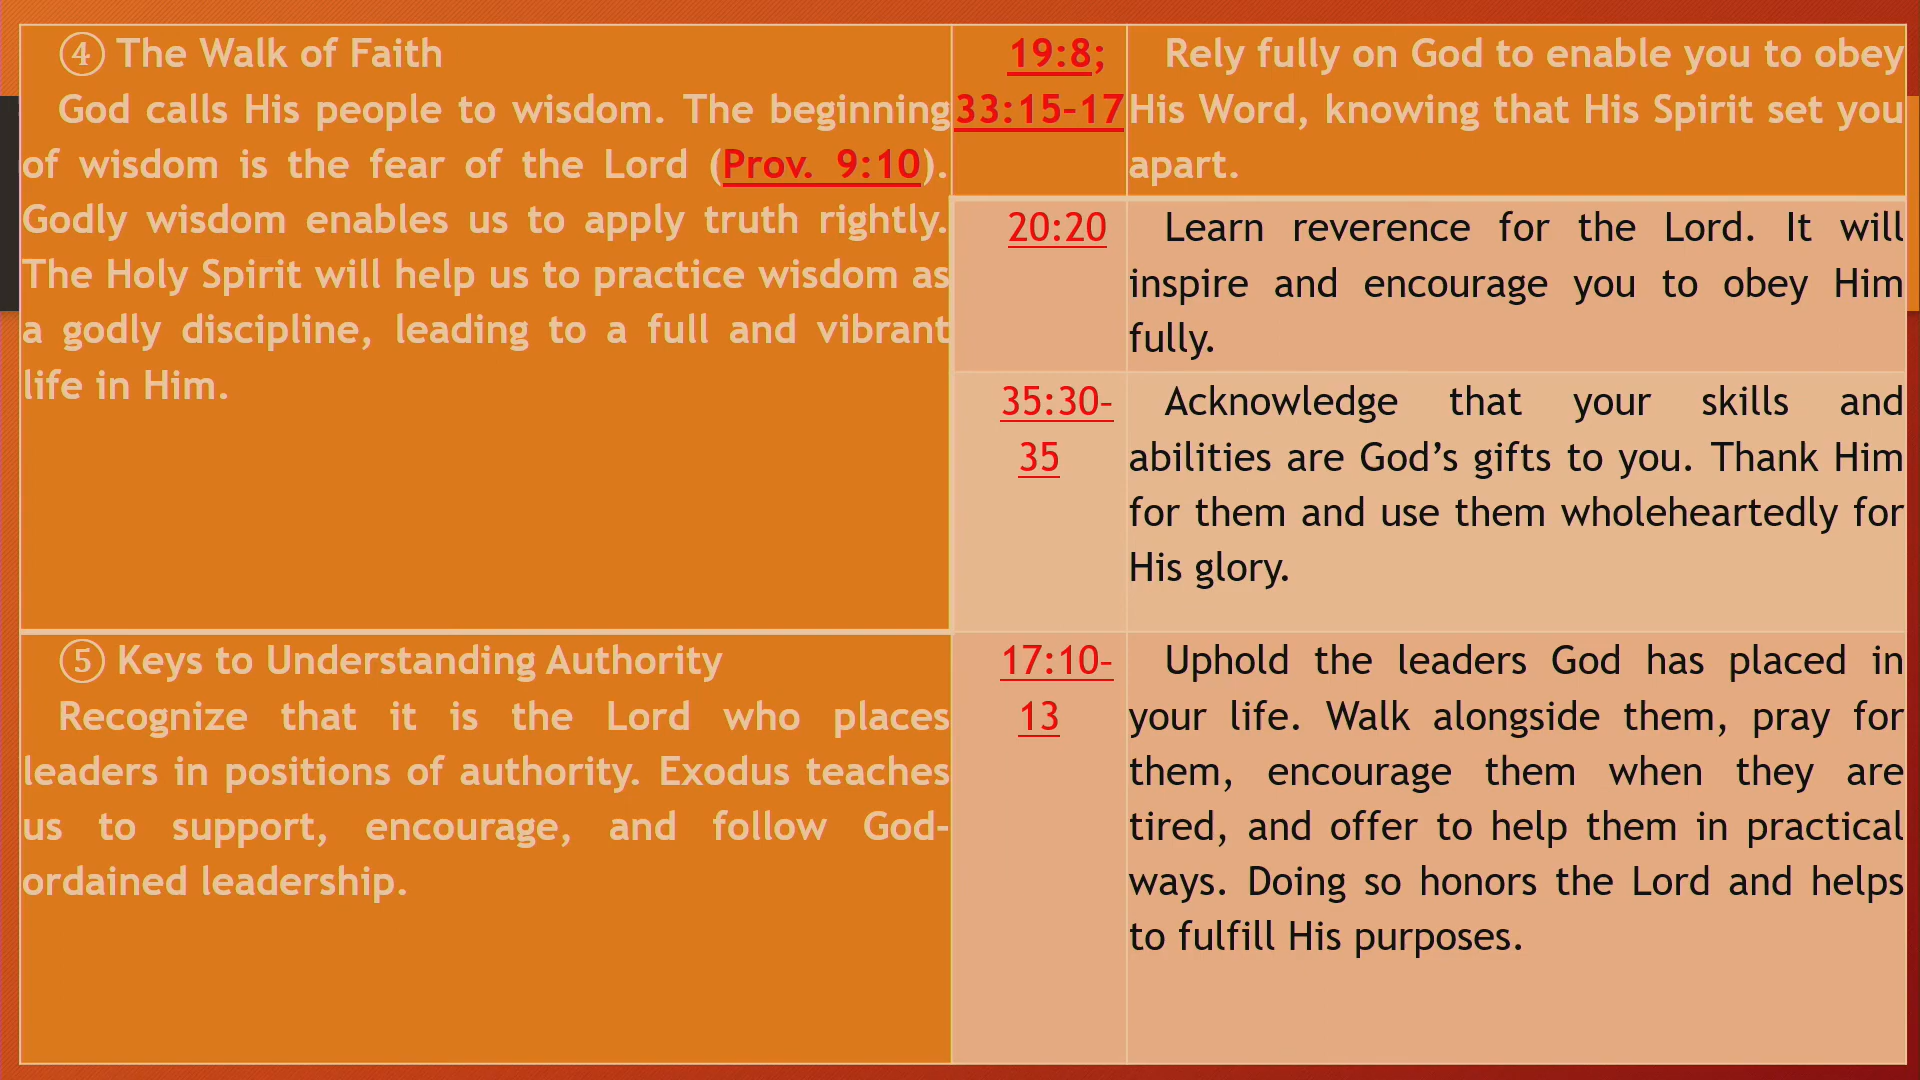 ④ The Walk of Faith
God calls His people to wisdom. The beginning
of wisdom is the fear of the Lord (Prov. 9:10).
Godly wisdom enables us to apply truth rightly.
The Holy Spirit will help us to practice wisdom as
a godly discipline, leading to a full and vibrant
life in Him.
19:8;
33:15–17
Rely fully on God to enable you to obey
His Word, knowing that His Spirit set you
apart.
20:20
Learn reverence for the Lord. It will
inspire and encourage you to obey Him
fully.
35:30–
35
Acknowledge that your skills and
abilities are God’s gifts to you. Thank Him
for them and use them wholeheartedly for
His glory.
⑤ Keys to Understanding Authority
Recognize that it is the Lord who places
leaders in positions of authority. Exodus teaches
us to support, encourage, and follow God-
ordained leadership.
17:10–
13
Uphold the leaders God has placed in
your life. Walk alongside them, pray for
them, encourage them when they are
tired, and offer to help them in practical
ways. Doing so honors the Lord and helps
to fulfill His purposes.